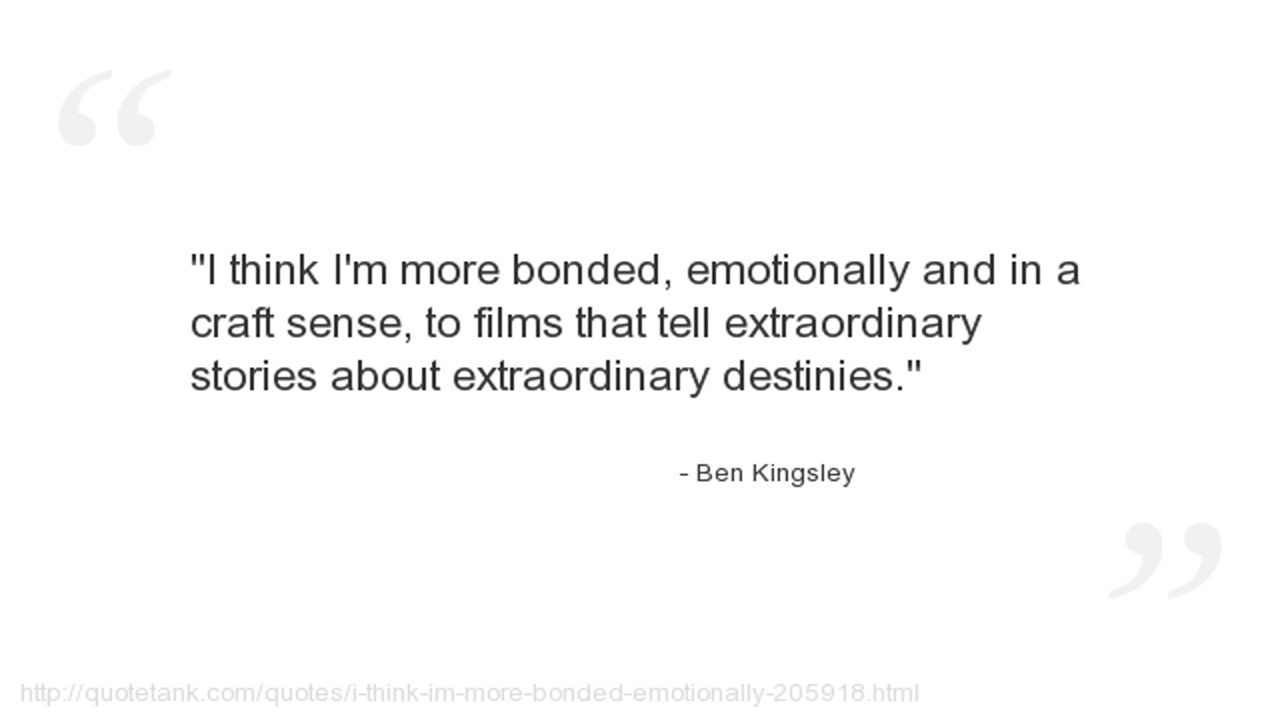 "I think I'm more bonded, emotionally and in a
craft sense, to films that tell extraordinary
stories about extraordinary destinies."
- Ben Kingsley
http://quotetank.com/quotes/i-think-im-more-bonded-emotionally-205918.html